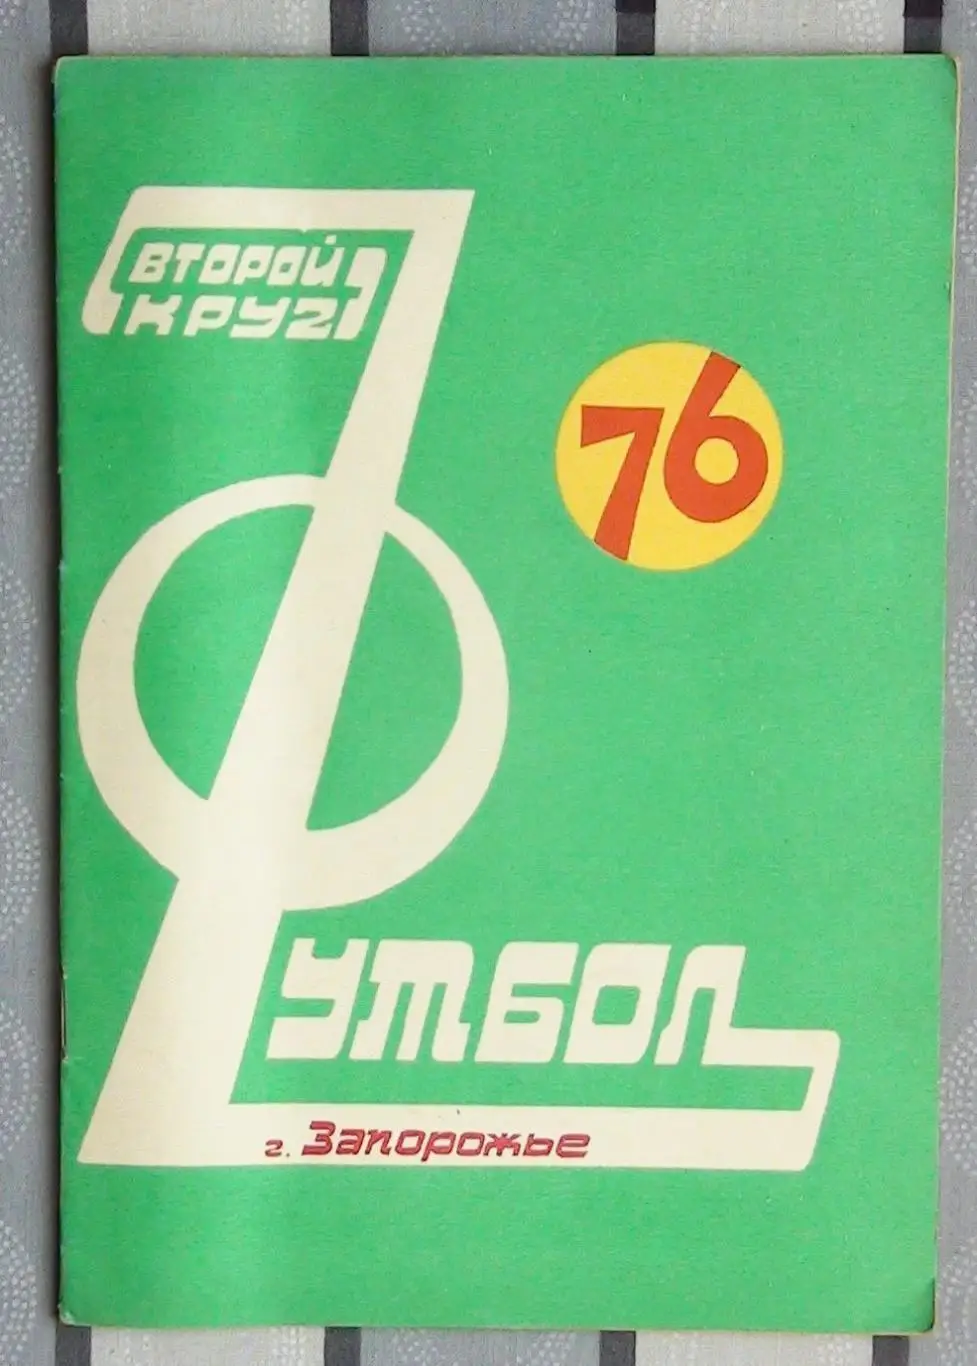 ВТОРОЙ
КРУГ
76
ФУТБОЛ
г. Запорожье